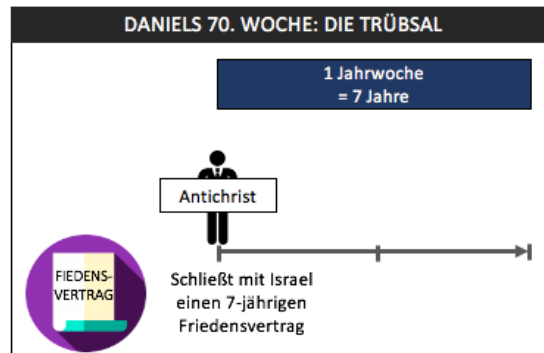 DANIELS 70. WOCHE: DIE TRÜBSAL
1 Jahrwoche
= 7 Jahre
Antichrist
FIEDENS-
VERTRAG
Schließt mit Israel
einen 7-jährigen
Friedensvertrag